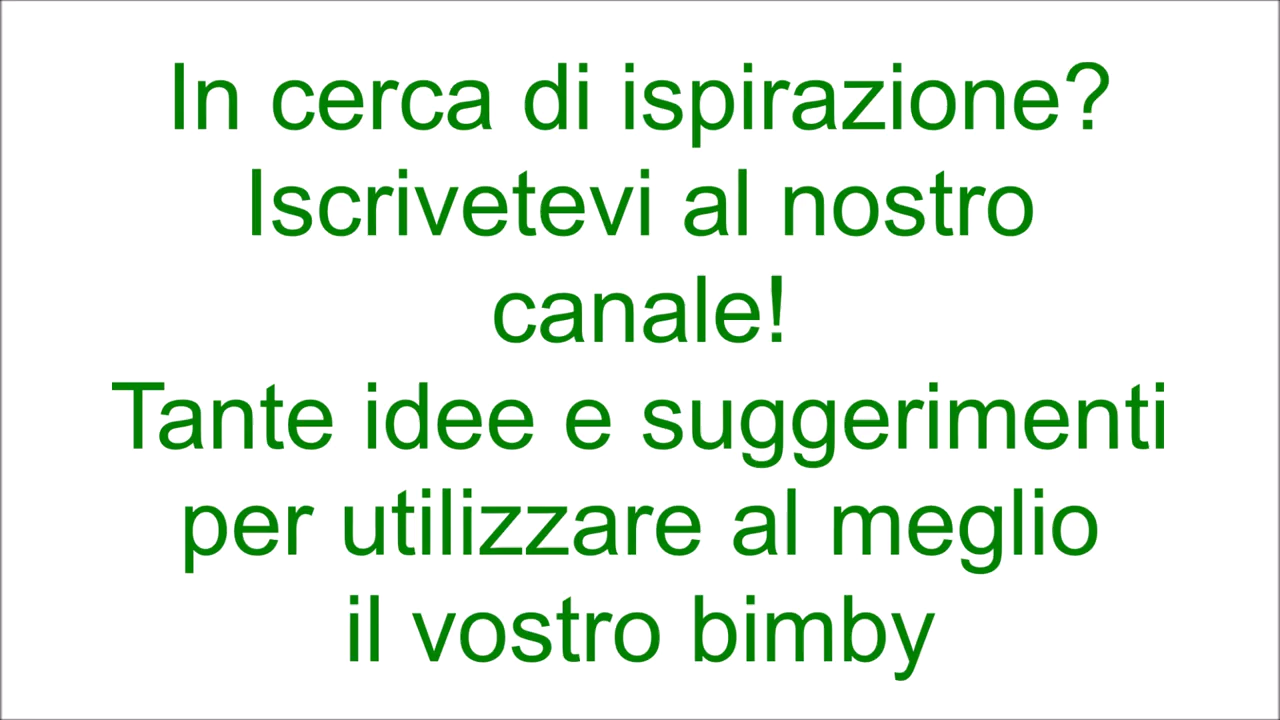 In cerca di ispirazione?
Iscrivetevi al nostro
canale!
Tante idee e suggerimenti
per utilizzare al meglio
il vostro bimby